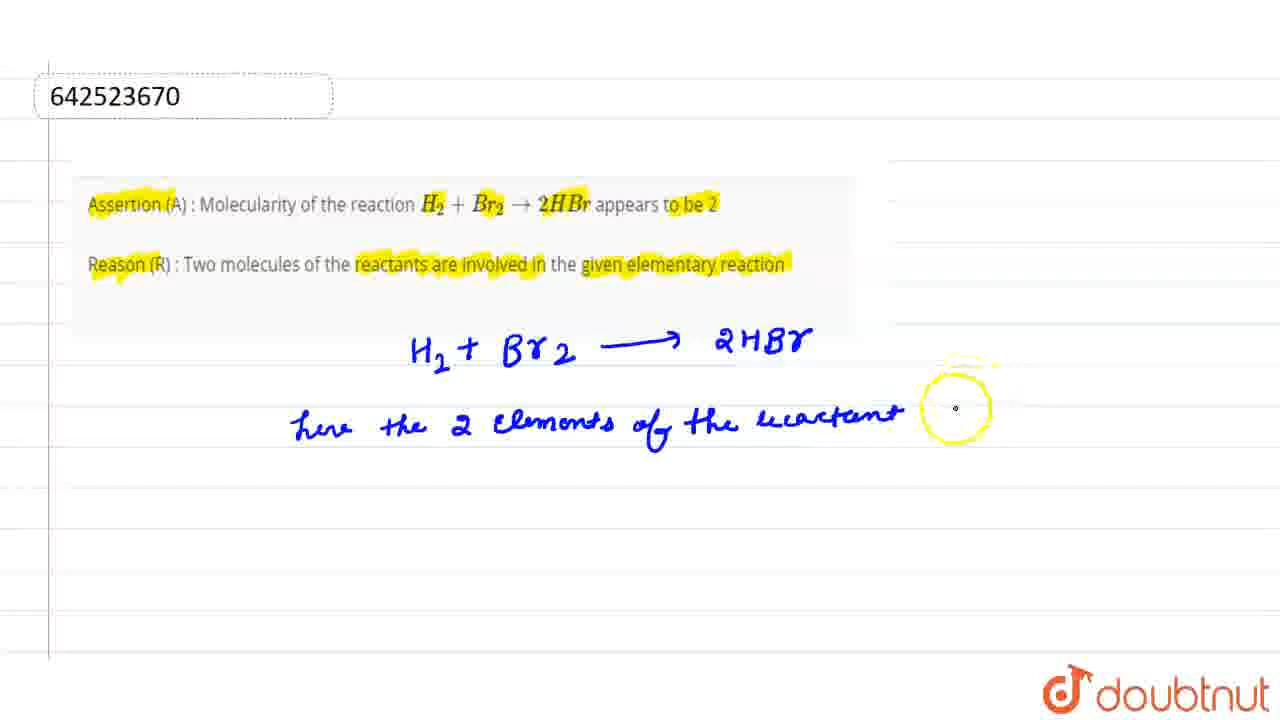 642523670
Assertion (A) : Molecularity of the reaction H₂ + Br₂ → 2HBr appears to be 2
Reason (R) : Two molecules of the reactants are involved in the given elementary reaction
H₂ + Br₂ ⟶ 2HBr
here the 2 elements of the reactant
doubtnut